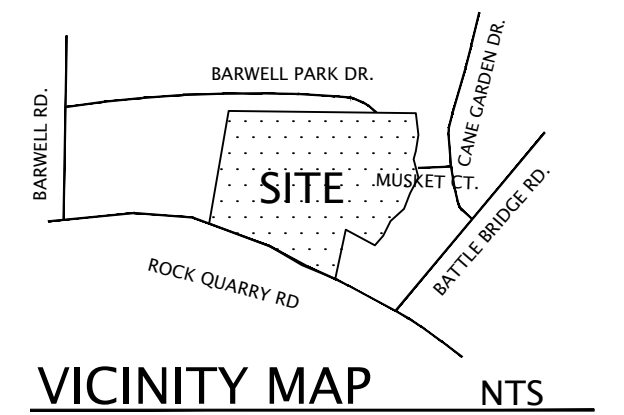 BARWELL PARK DR.
CANE GARDEN DR.
BARWELL RD.
SITE
MUSKET CT.
BATTLE BRIDGE RD.
ROCK QUARRY RD
VICINITY MAP
NTS